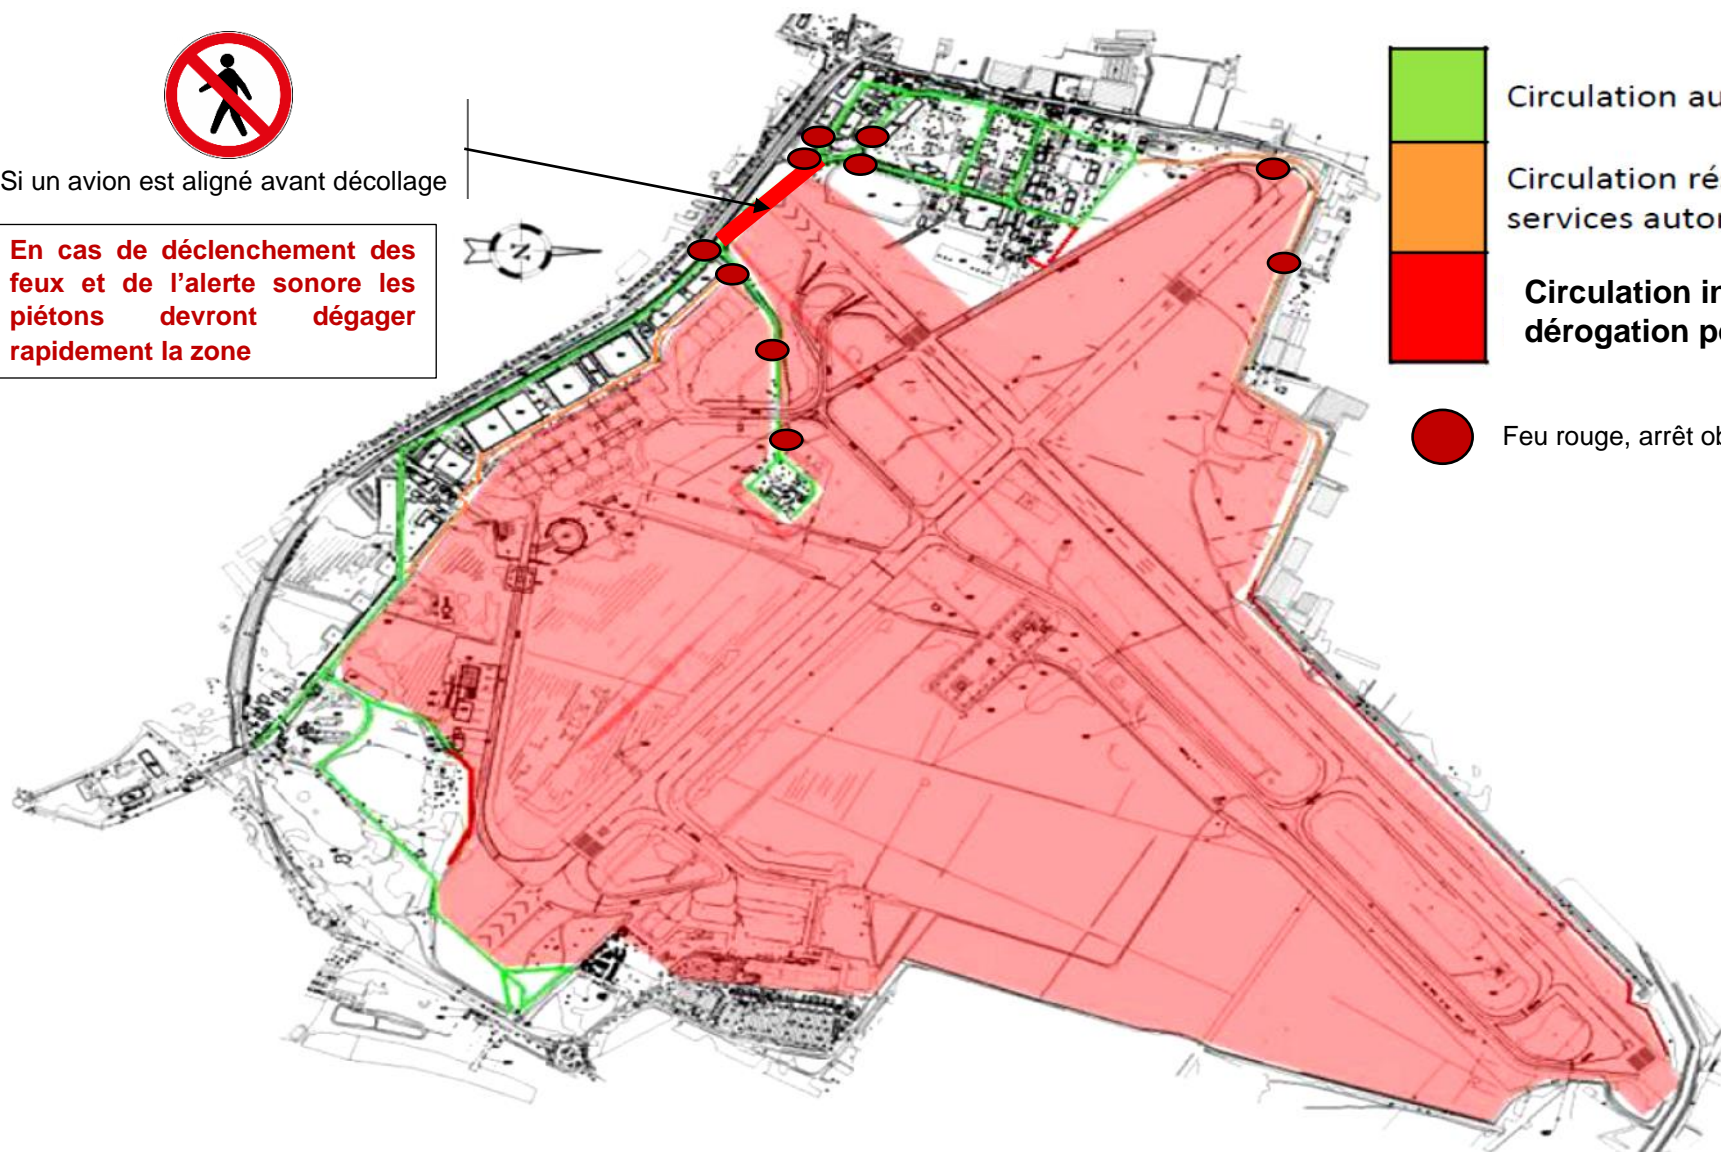 Si un avion est aligné avant décollage
En cas de déclenchement des
feux et de l’alerte sonore les
piétons devront dégager
rapidement la zone
N
Circulation au
Circulation ré
services autor
Circulation in
dérogation pe
Feu rouge, arrêt ob